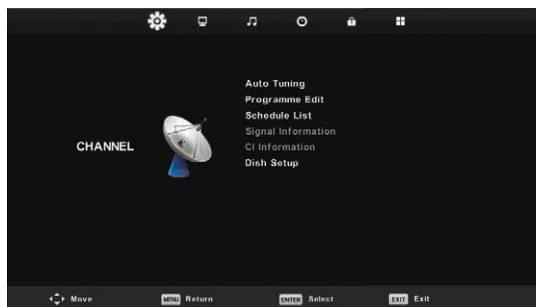 Auto Tuning
Programme Edit
Schedule List
Signal Information
CHANNEL
CI Information
Dish Setup
Move MENU Return ENTER Select EXIT Exit